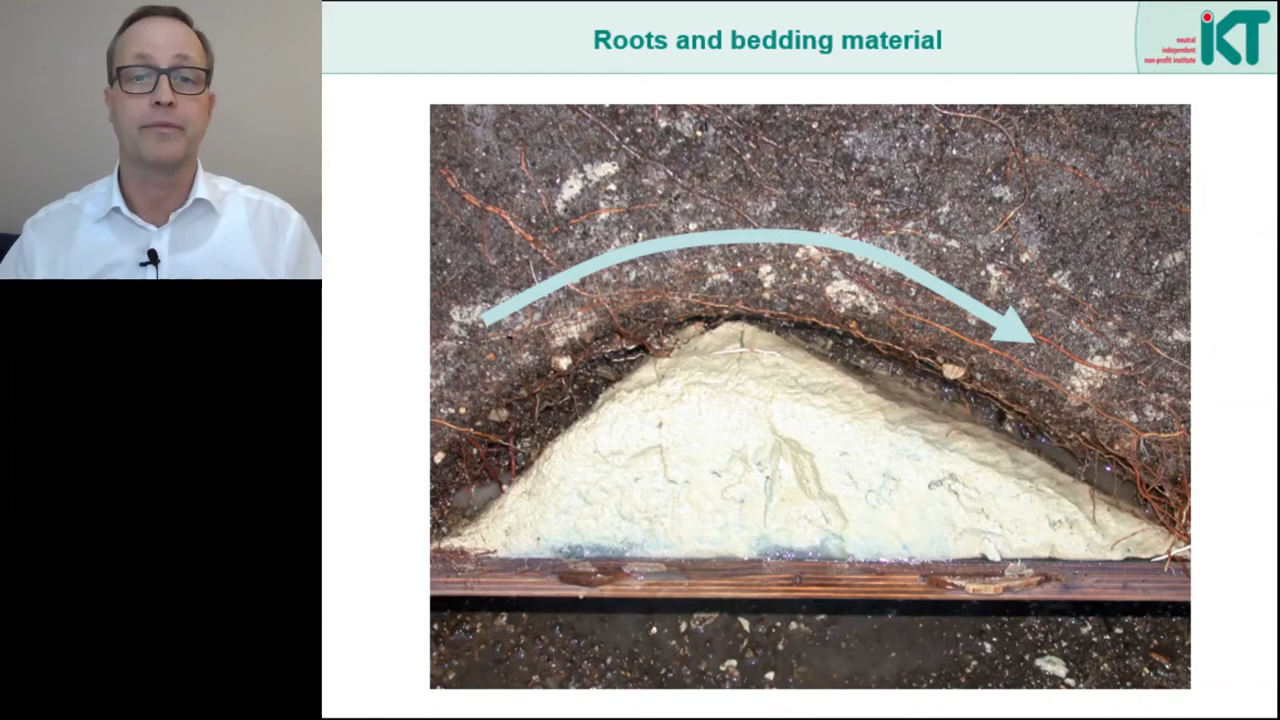 Roots and bedding material
neutral
independent
non-profit institute
iKT